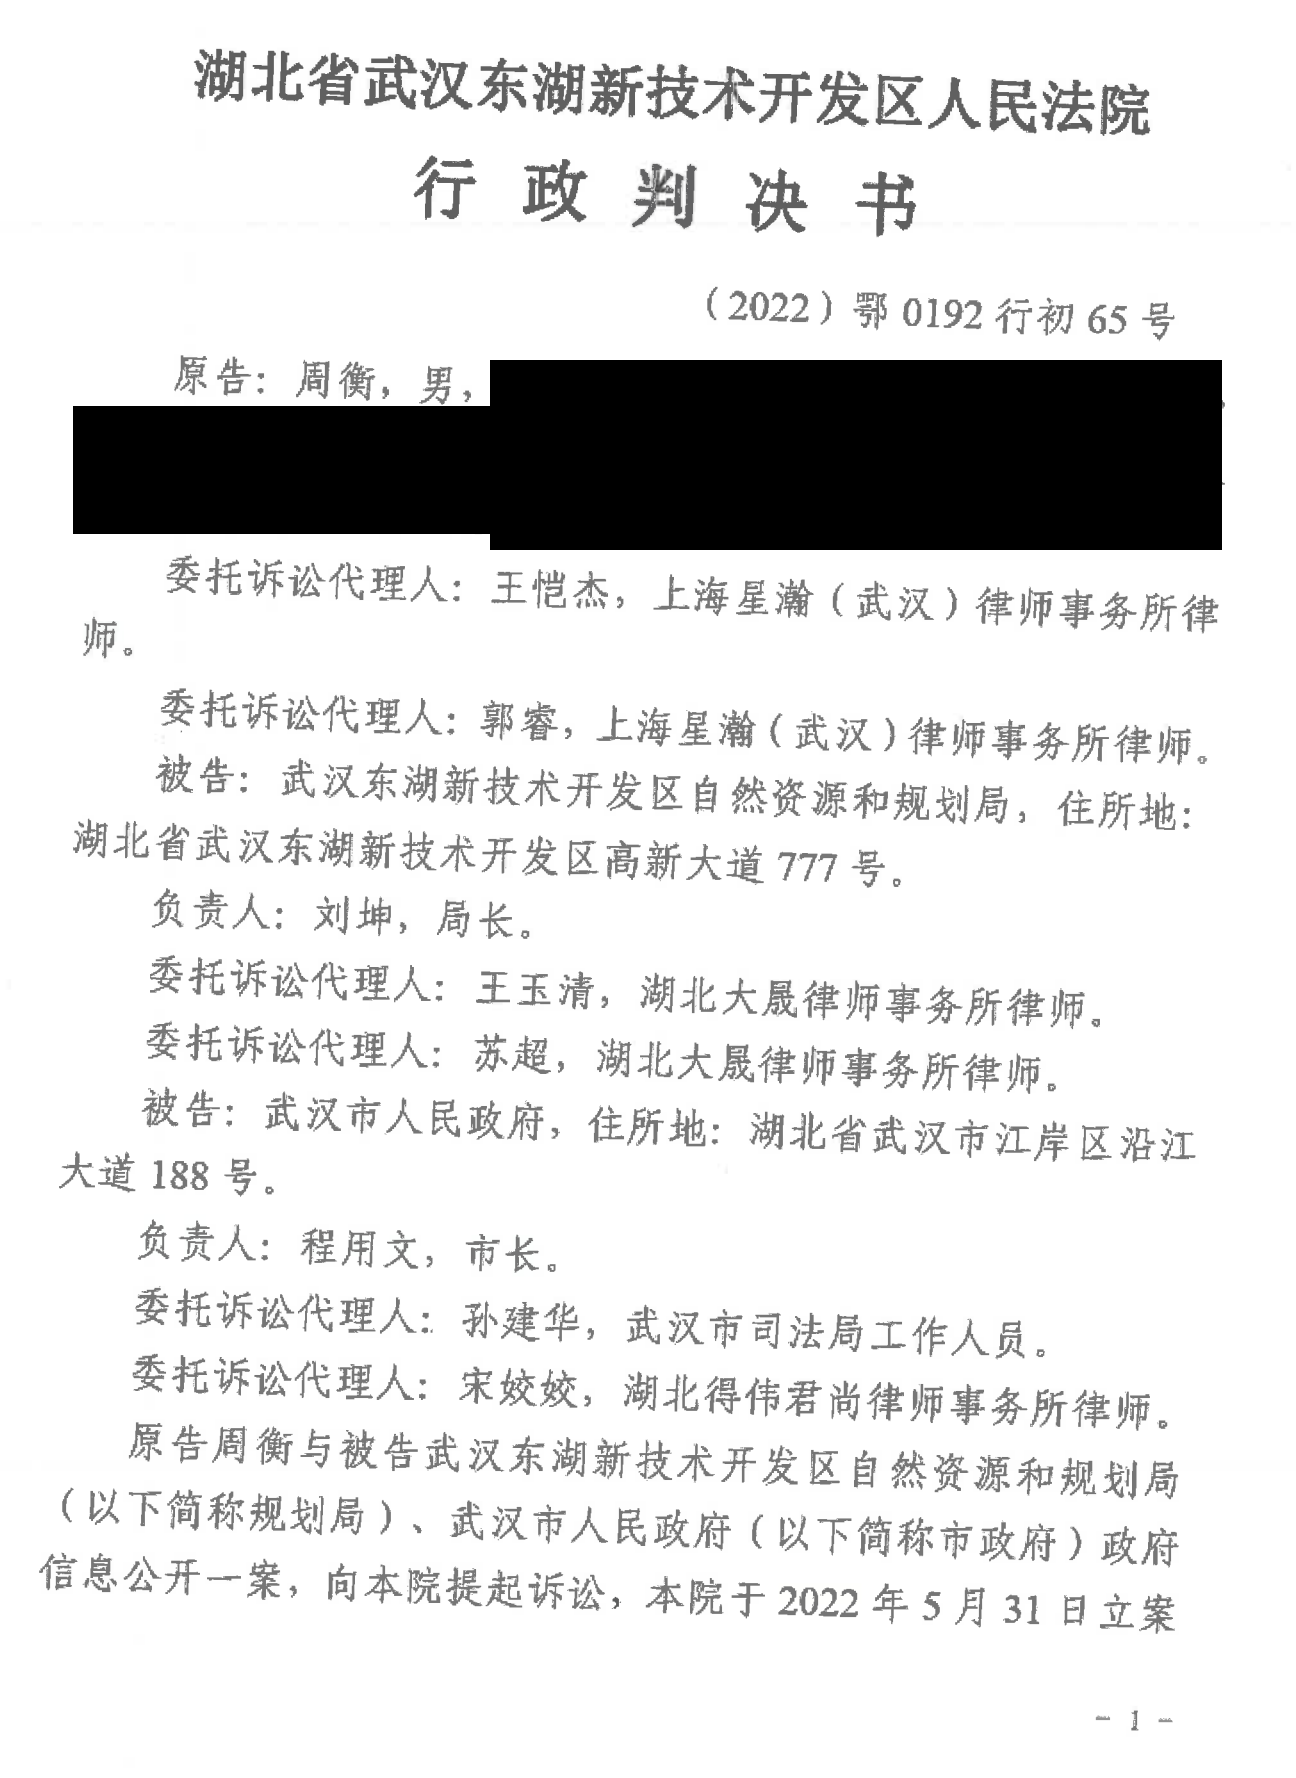 湖北省武汉东湖新技术开发区人民法院
行政判决书
（2022）鄂 0192 行初 65 号
原告：周衡，男，
委托诉讼代理人：王恺杰，上海星瀚（武汉）律师事务所律
师。
委托诉讼代理人：郭睿，上海星瀚（武汉）律师事务所律师。
被告：武汉东湖新技术开发区自然资源和规划局，住所地：
湖北省武汉东湖新技术开发区高新大道 777 号。
负责人：刘坤，局长。
委托诉讼代理人：王玉清，湖北大晟律师事务所律师。
委托诉讼代理人：苏超，湖北大晟律师事务所律师。
被告：武汉市人民政府，住所地：湖北省武汉市江岸区沿江
大道 188 号。
负责人：程用文，市长。
委托诉讼代理人：孙建华，武汉市司法局工作人员。
委托诉讼代理人：宋姣姣，湖北得伟君尚律师事务所律师。
原告周衡与被告武汉东湖新技术开发区自然资源和规划局
（以下简称规划局）、武汉市人民政府（以下简称市政府）政府
信息公开一案，向本院提起诉讼，本院于 2022 年 5 月 31 日立案
- 1 -